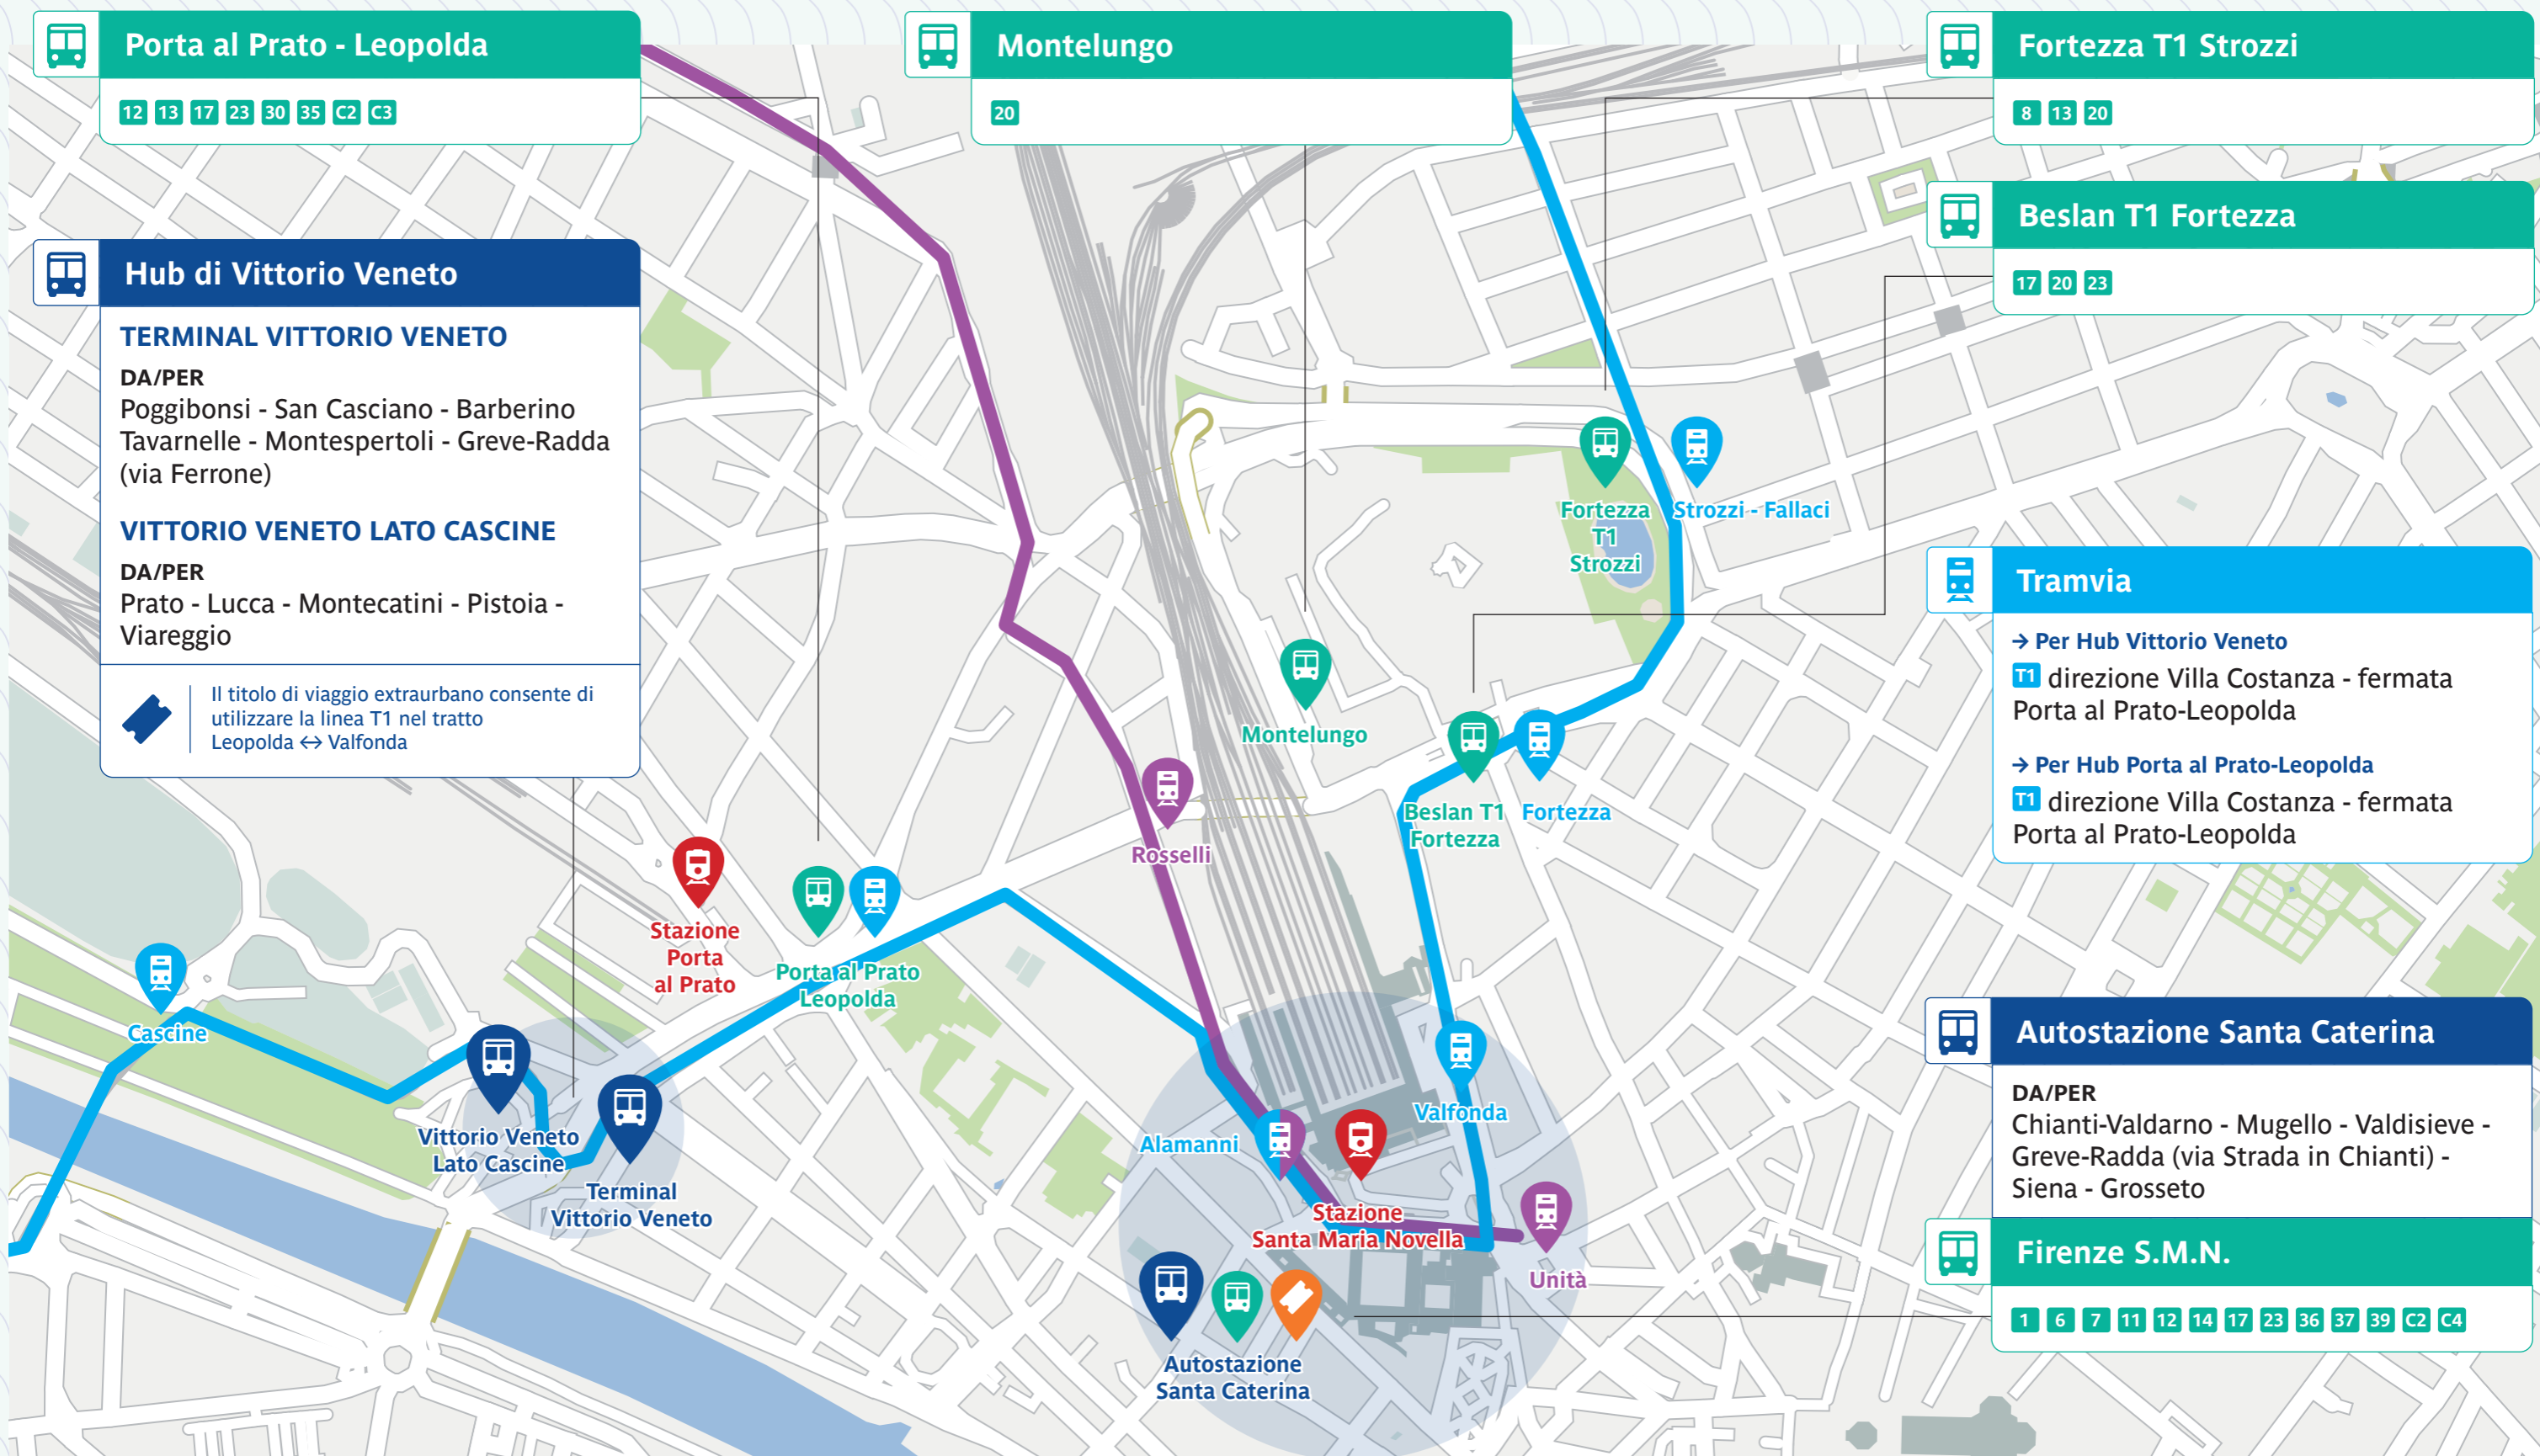 Porta al Prato - Leopolda
12 13 17 23 30 35 C2 C3
Montelungo
20
Fortezza T1 Strozzi
8 13 20
Beslan T1 Fortezza
17 20 23
Hub di Vittorio Veneto
TERMINAL VITTORIO VENETO
DA/PER
Poggibonsi - San Casciano - Barberino
Tavarnelle - Montespertoli - Greve-Radda
(via Ferrone)
VITTORIO VENETO LATO CASCINE
DA/PER
Prato - Lucca - Montecatini - Pistoia -
Viareggio
Il titolo di viaggio extraurbano consente di
utilizzare la linea T1 nel tratto
Leopolda ↔ Valfonda
Tramvia
→ Per Hub Vittorio Veneto
T1 direzione Villa Costanza - fermata
Porta al Prato-Leopolda
→ Per Hub Porta al Prato-Leopolda
T1 direzione Villa Costanza - fermata
Porta al Prato-Leopolda
Autostazione Santa Caterina
DA/PER
Chianti-Valdarno - Mugello - Valdisieve -
Greve-Radda (via Strada in Chianti) -
Siena - Grosseto
Firenze S.M.N.
1 6 7 11 12 14 17 23 36 37 39 C2 C4
Fortezza
T1
Strozzi
Strozzi - Fallaci
Montelungo
Beslan T1
Fortezza
Fortezza
Rosselli
Stazione
Porta
al Prato
Porta al Prato
Leopolda
Cascine
Vittorio Veneto
Lato Cascine
Terminal
Vittorio Veneto
Alamanni
Valfonda
Stazione
Santa Maria Novella
Unità
Autostazione
Santa Caterina